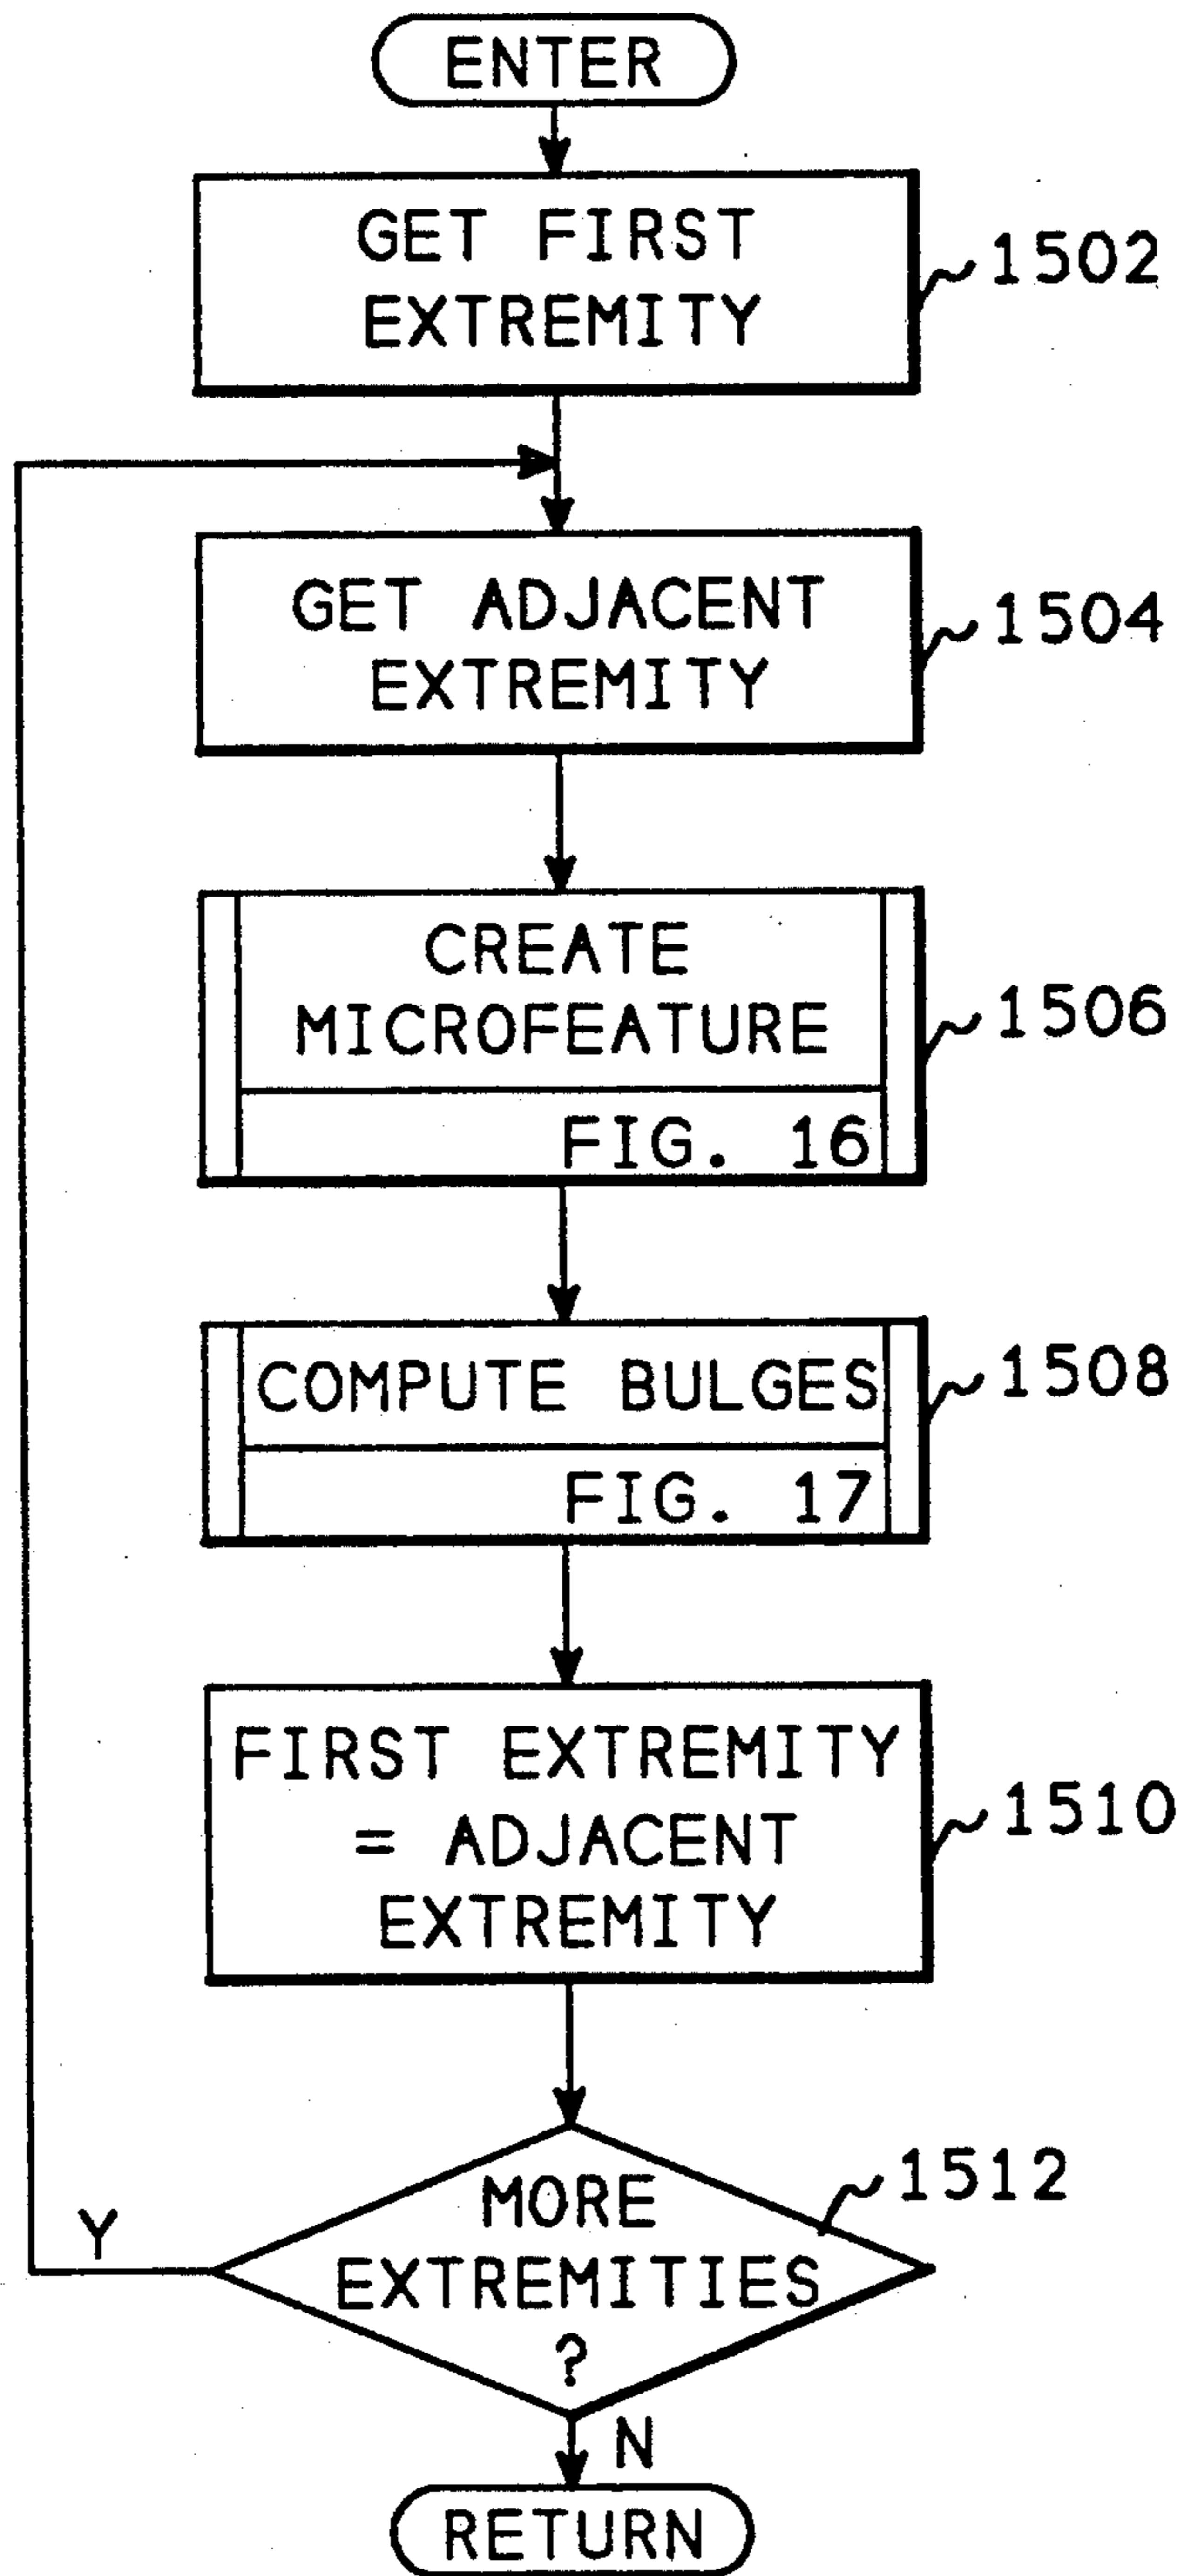 ENTER
GET FIRST
EXTREMITY
1502
GET ADJACENT
EXTREMITY
1504
CREATE
MICROFEATURE
FIG. 16
1506
COMPUTE BULGES
FIG. 17
1508
FIRST EXTREMITY
= ADJACENT
EXTREMITY
1510
MORE
EXTREMITIES
?
1512
Y
N
RETURN